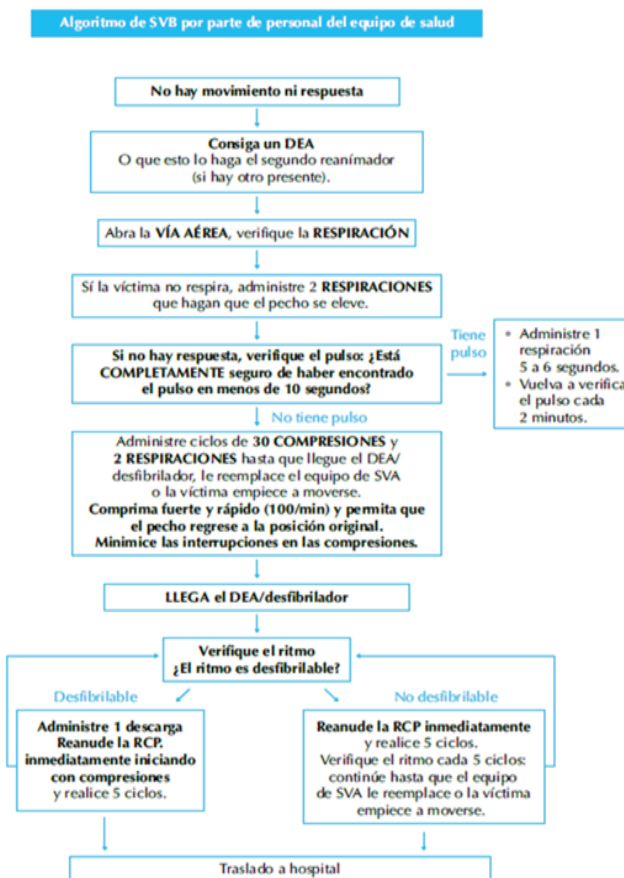 Algoritmo de SVB por parte de personal del equipo de salud
No hay movimiento ni respuesta
Consiga un DEA
O que esto lo haga el segundo reanímador
(si hay otro presente).
Abra la VÍA AÉREA, verifique la RESPIRACIÓN
Sí la víctima no respira, administre 2 RESPIRACIONES
que hagan que el pecho se eleve.
Si no hay respuesta, verifique el pulso: ¿Está
COMPLETAMENTE seguro de haber encontrado
el pulso en menos de 10 segundos?
Tiene
pulso
• Administre 1
respiración
5 a 6 segundos.
• Vuelva a verifica
el pulso cada
2 minutos.
No tiene pulso
Administre ciclos de 30 COMPRESIONES y
2 RESPIRACIONES hasta que llegue el DEA/
desfibrilador, le reemplace el equipo de SVA
o la víctima empiece a moverse.
Comprima fuerte y rápido (100/min) y permita que
el pecho regrese a la posición original.
Minimice las interrupciones en las compresiones.
LLEGA el DEA/desfibrilador
Verifique el ritmo
¿El ritmo es desfibrilable?
Desfibrilable
No desfibrilable
Administre 1 descarga
Reanude la RCP.
inmediatamente iniciando
con compresiones
y realice 5 ciclos.
Reanude la RCP inmediatamente
y realice 5 ciclos.
Verifique el ritmo cada 5 ciclos:
continúe hasta que el equipo
de SVA le reemplace o la víctima
empiece a moverse.
Traslado a hospital